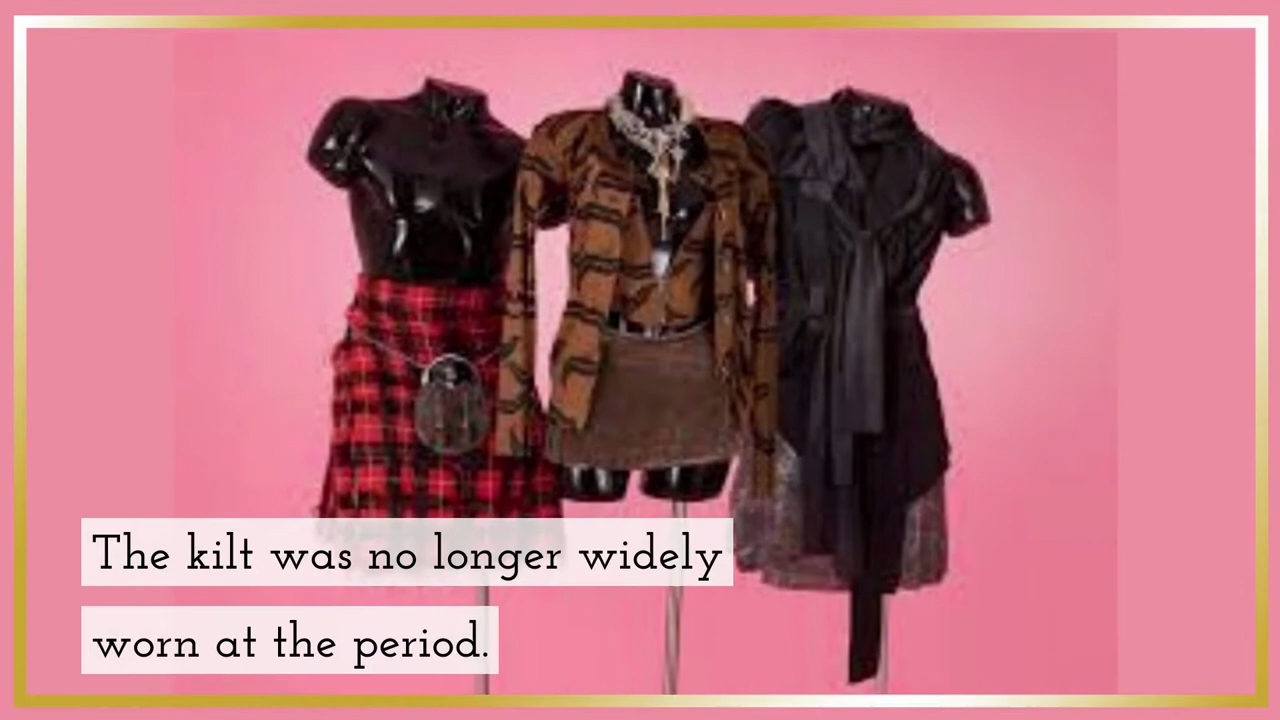 The kilt was no longer widely
worn at the period.